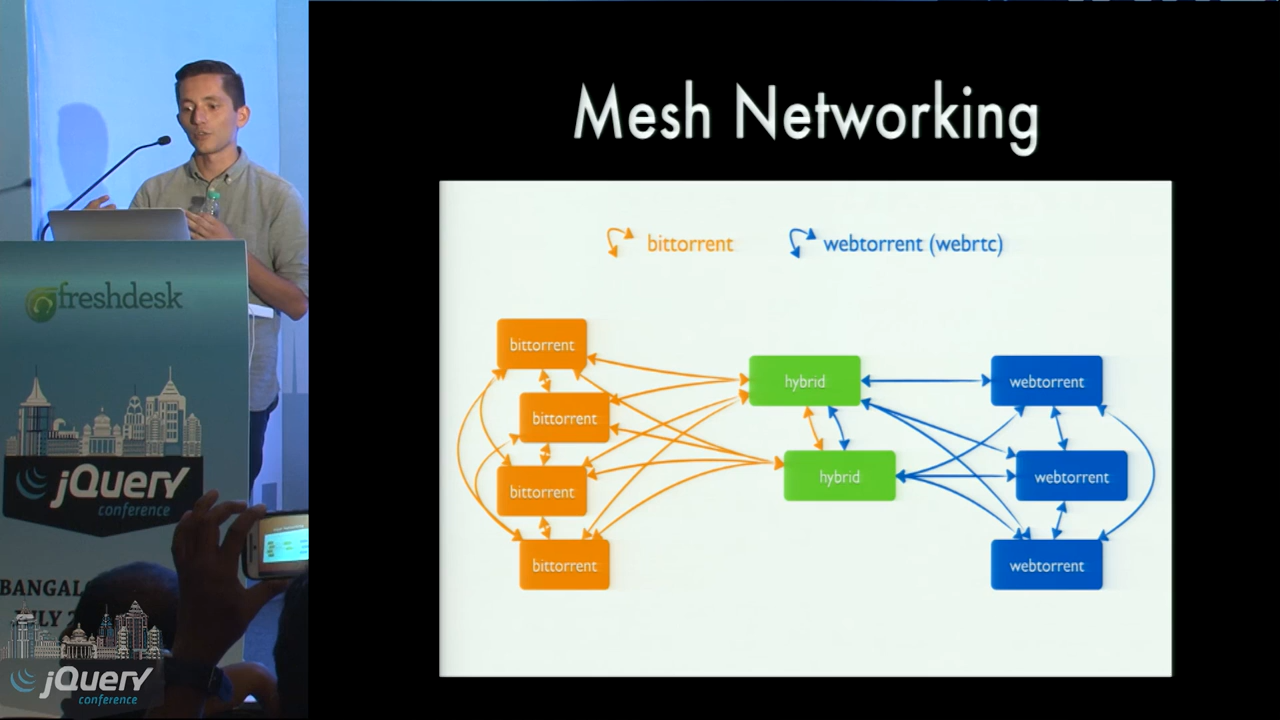 Mesh Networking
bittorrent
webtorrent (webrtc)
bittorrent
bittorrent
bittorrent
bittorrent
hybrid
hybrid
webtorrent
webtorrent
webtorrent
freshdesk
jQuery
conference
jQuery
conference